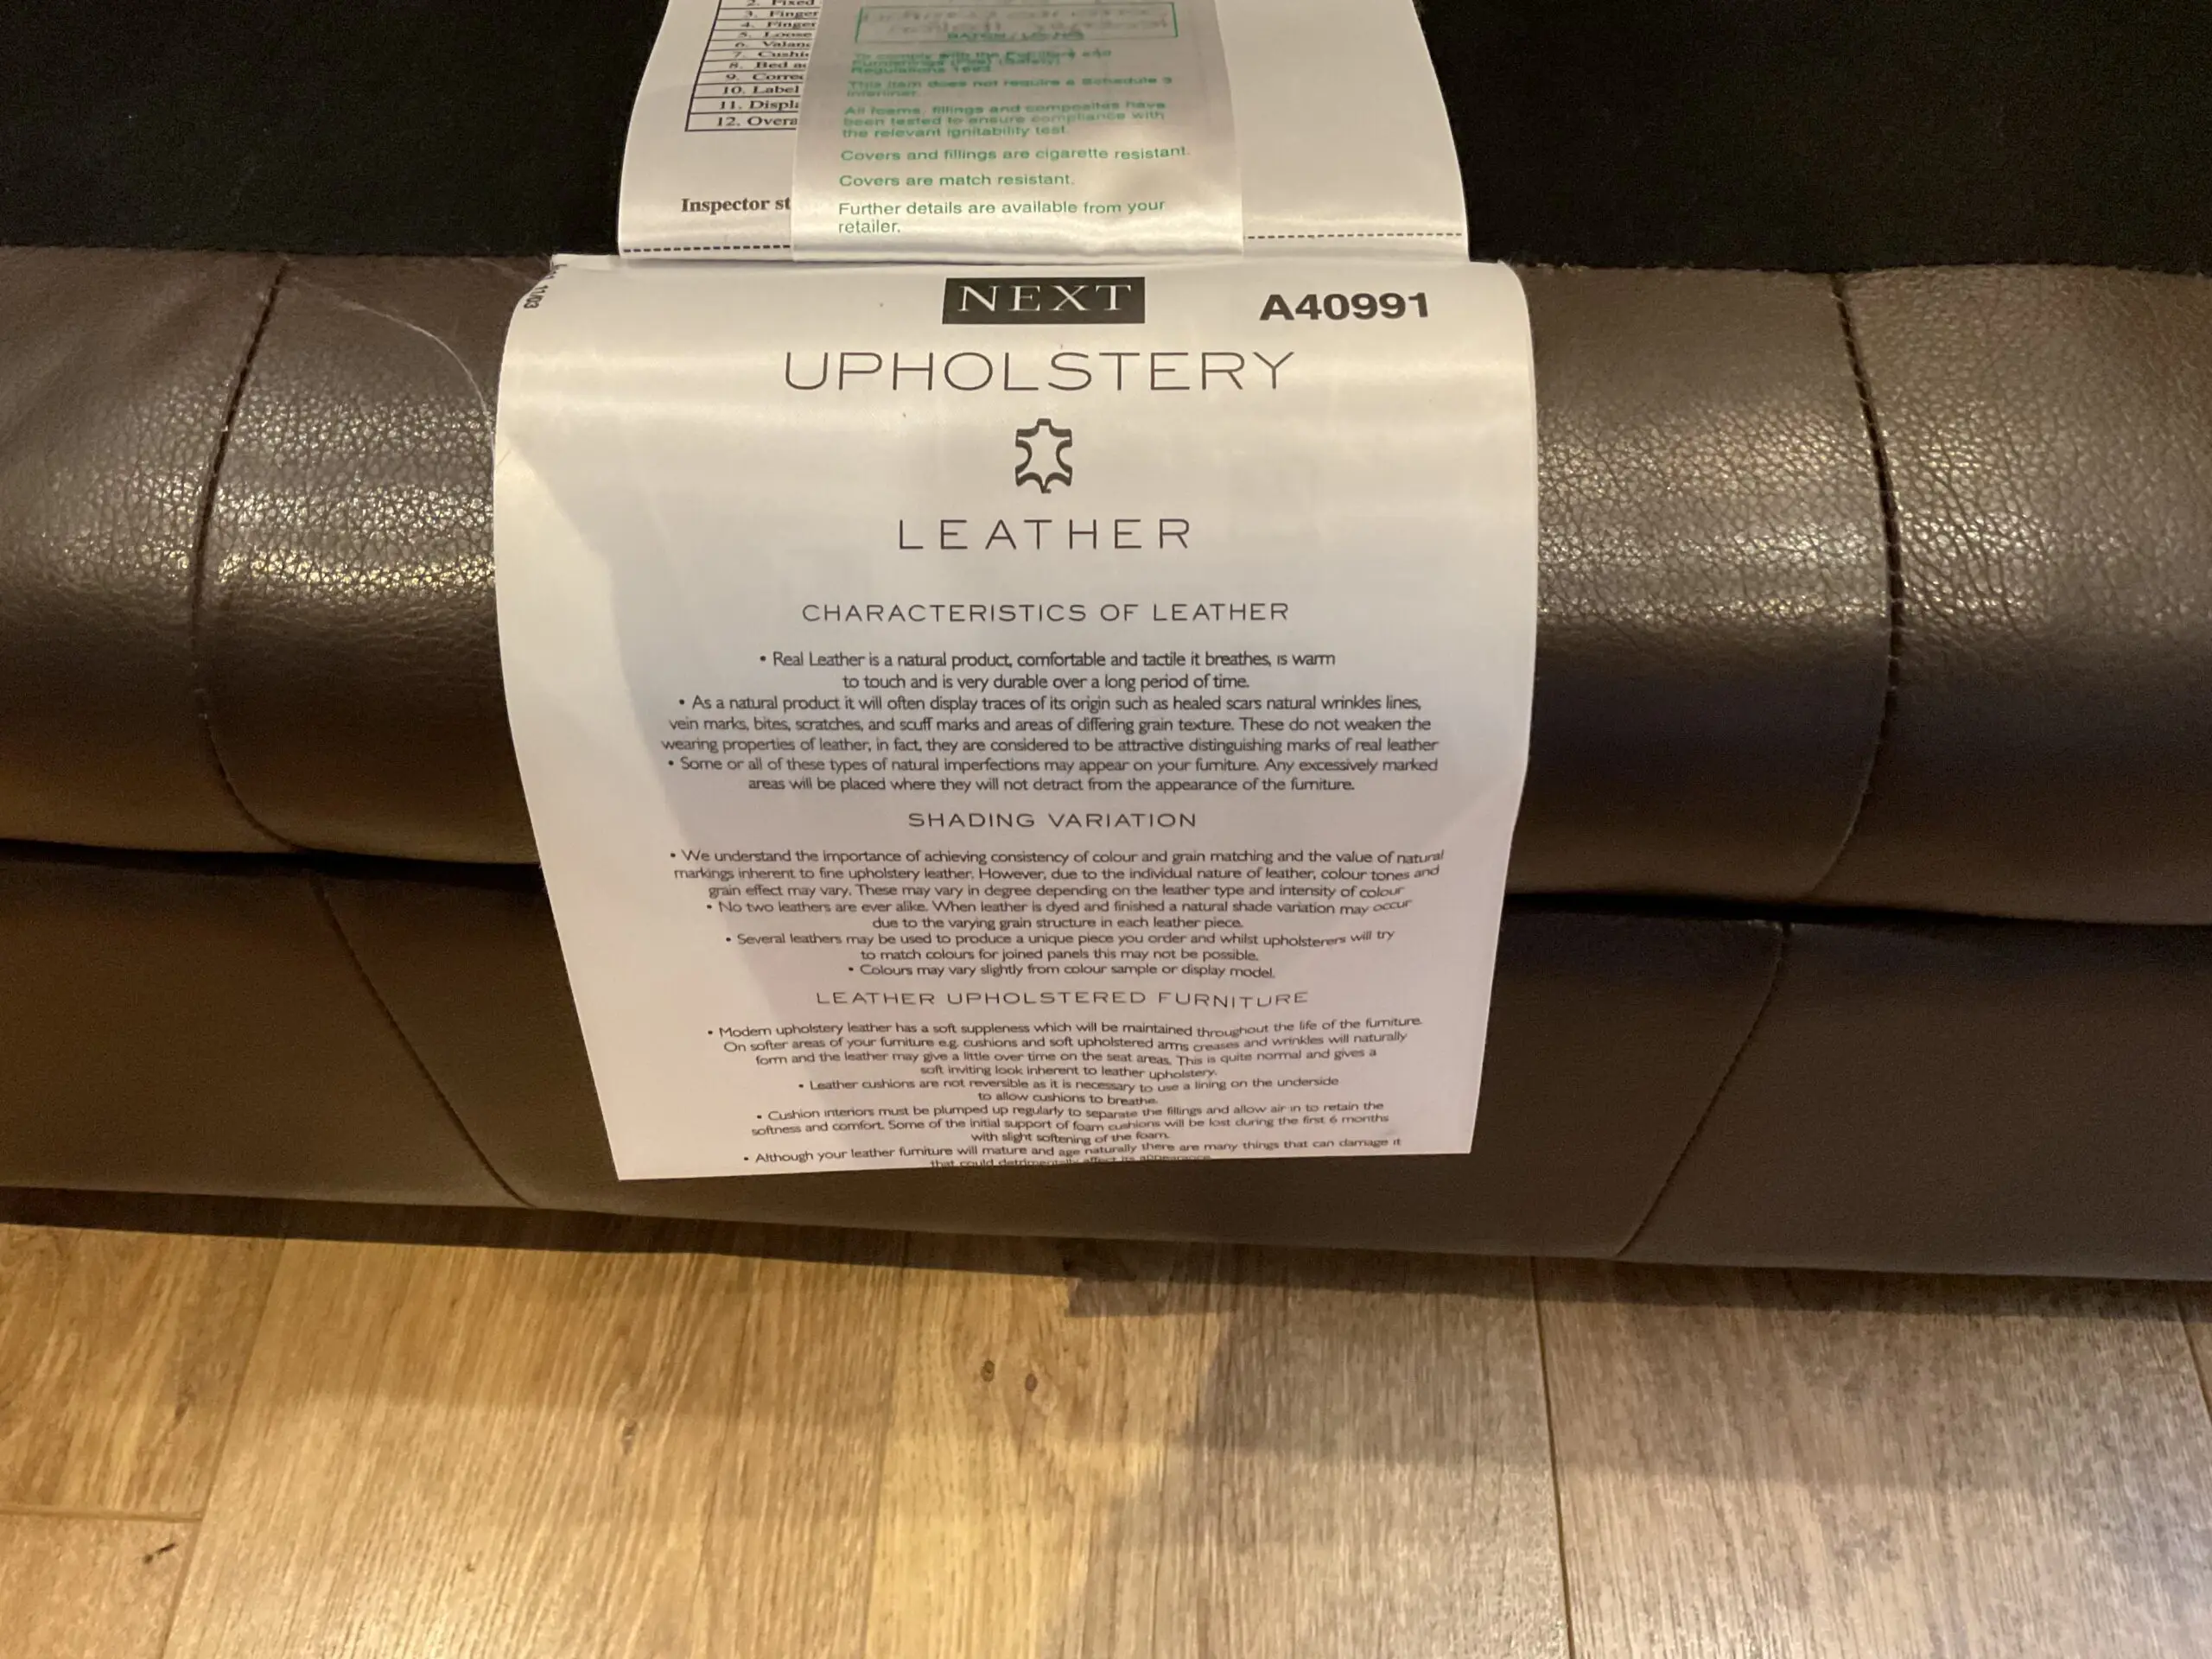 2. Fixed
3. Finger
4. Finger
5. Loose
6. Valanc
7. Cushio
8. Bed a
9. Corre
10. Label
11. Displa
12. Overa
Inspector st
BATCH / ID NO
To comply with the Furniture and
Furnishings (Fire) (Safety)
Regulations 1988
This item does not require a Schedule 3
interliner.
All foams, fillings and composites have
been tested to ensure compliance with
the relevant ignitability test.
Covers and fillings are cigarette resistant.
Covers are match resistant.
Further details are available from your
retailer.
11/03
NEXT
A40991
UPHOLSTERY
LEATHER
CHARACTERISTICS OF LEATHER
• Real Leather is a natural product, comfortable and tactile it breathes, is warm
to touch and is very durable over a long period of time.
• As a natural product it will often display traces of its origin such as healed scars natural wrinkles lines,
vein marks, bites, scratches, and scuff marks and areas of differing grain texture. These do not weaken the
wearing properties of leather, in fact, they are considered to be attractive distinguishing marks of real leather
• Some or all of these types of natural imperfections may appear on your furniture. Any excessively marked
areas will be placed where they will not detract from the appearance of the furniture.
SHADING VARIATION
• We understand the importance of achieving consistency of colour and grain matching and the value of natural
markings inherent to fine upholstery leather. However, due to the individual nature of leather, colour tones and
grain effect may vary. These may vary in degree depending on the leather type and intensity of colour
• No two leathers are ever alike. When leather is dyed and finished a natural shade variation may occur
due to the varying grain structure in each leather piece.
• Several leathers may be used to produce a unique piece you order and whilst upholsterers will try
to match colours for joined panels this may not be possible.
• Colours may vary slightly from colour sample or display model.
LEATHER UPHOLSTERED FURNITURE
• Modern upholstery leather has a soft suppleness which will be maintained throughout the life of the furniture.
On softer areas of your furniture e.g. cushions and soft upholstered arms creases and wrinkles will naturally
form and the leather may give a little over time on the seat areas. This is quite normal and gives a
soft inviting look inherent to leather upholstery.
• Leather cushions are not reversible as it is necessary to use a lining on the underside
to allow cushions to breathe.
• Cushion interiors must be plumped up regularly to separate the fillings and allow air in to retain the
softness and comfort. Some of the initial support of foam cushions will be lost during the first 6 months
with slight softening of the foam.
• Although your leather furniture will mature and age naturally there are many things that can damage it
that could detrimentally affect its appearance.